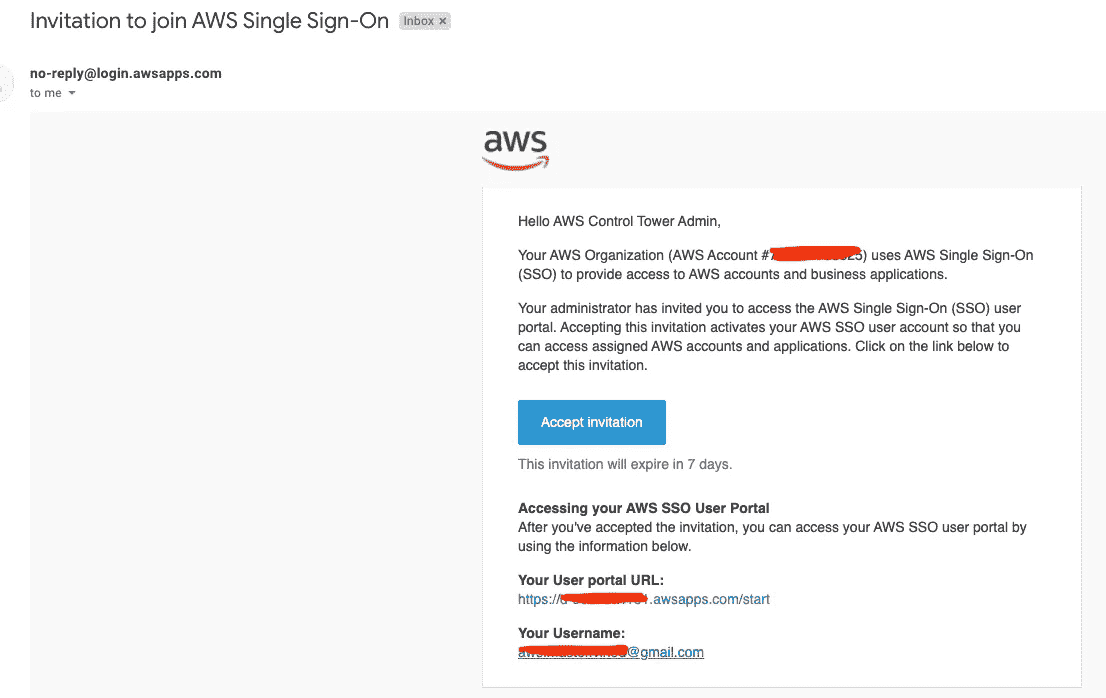 Invitation to join AWS Single Sign-On Inbox ×
no-reply@login.awsapps.com
to me
aws
Hello AWS Control Tower Admin,
Your AWS Organization (AWS Account # ) uses AWS Single Sign-On
(SSO) to provide access to AWS accounts and business applications.
Your administrator has invited you to access the AWS Single Sign-On (SSO) user
portal. Accepting this invitation activates your AWS SSO user account so that you
can access assigned AWS accounts and applications. Click on the link below to
accept this invitation.
Accept invitation
This invitation will expire in 7 days.
Accessing your AWS SSO User Portal
After you've accepted the invitation, you can access your AWS SSO user portal by
using the information below.
Your User portal URL:
https:// .awsapps.com/start
Your Username:
@gmail.com